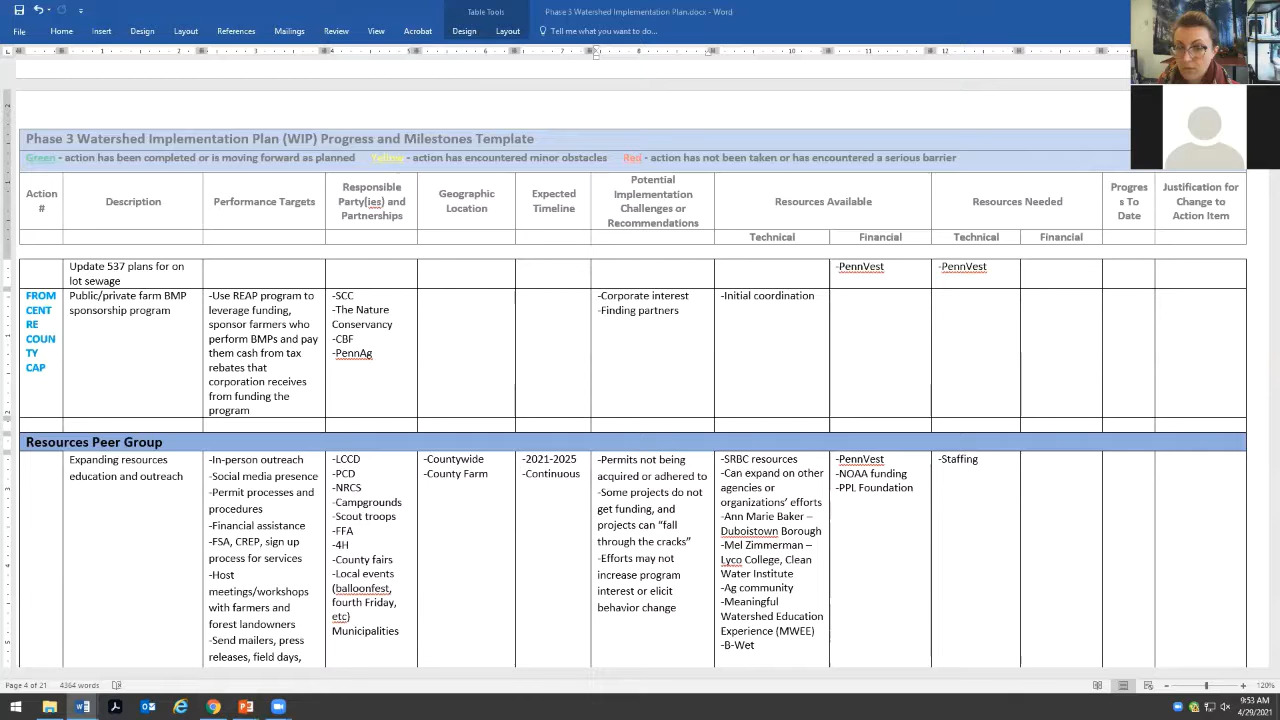 Table Tools
Phase 3 Watershed Implementation Plan.docx - Word
File Home Insert Draw Design Layout References Mailings Review View Acrobat Design Layout Tell me what you want to do...
Phase 3 Watershed Implementation Plan (WIP) Progress and Milestones Template
Green - action has been completed or is moving forward as planned Yellow - action has encountered minor obstacles Red - action has not been taken or has encountered a serious barrier
Action
#
Description
Performance Targets
Responsible
Party(ies) and
Partnerships
Geographic
Location
Expected
Timeline
Potential
Implementation
Challenges or
Recommendations
Resources Available
Resources Needed
Progres
s To
Date
Justification for
Change to
Action Item
Technical
Financial
Technical
Financial
Update 537 plans for on
lot sewage
-PennVest
-PennVest
FROM
CENT
RE
COUN
TY
CAP
Public/private farm BMP
sponsorship program
-Use REAP program to
leverage funding,
sponsor farmers who
perform BMPs and pay
them cash from tax
rebates that
corporation receives
from funding the
program
-SCC
-The Nature
Conservancy
-CBF
-PennAg
-Corporate interest
-Finding partners
-Initial coordination
Resources Peer Group
Expanding resources
education and outreach
-In-person outreach
-Social media presence
-Permit processes and
procedures
-Financial assistance
-FSA, CREP, sign up
process for services
-Host
meetings/workshops
with farmers and
forest landowners
-Send mailers, press
releases, field days,
-LCCD
-PCD
-NRCS
-Campgrounds
-Scout troops
-FFA
-4H
-County fairs
-Local events
(balloonfest,
fourth Friday,
etc)
Municipalities
-Countywide
-County Farm
-2021-2025
-Continuous
-Permits not being
acquired or adhered to
-Some projects do not
get funding, and
projects can “fall
through the cracks”
-Efforts may not
increase program
interest or elicit
behavior change
-SRBC resources
-Can expand on other
agencies or
organizations’ efforts
-Ann Marie Baker –
Duboistown Borough
-Mel Zimmerman –
Lyco College, Clean
Water Institute
-Ag community
-Meaningful
Watershed Education
Experience (MWEE)
-B-Wet
-PennVest
-NOAA funding
-PPL Foundation
-Staffing
Page 4 of 21 4364 words
120%
9:53 AM
4/29/2021